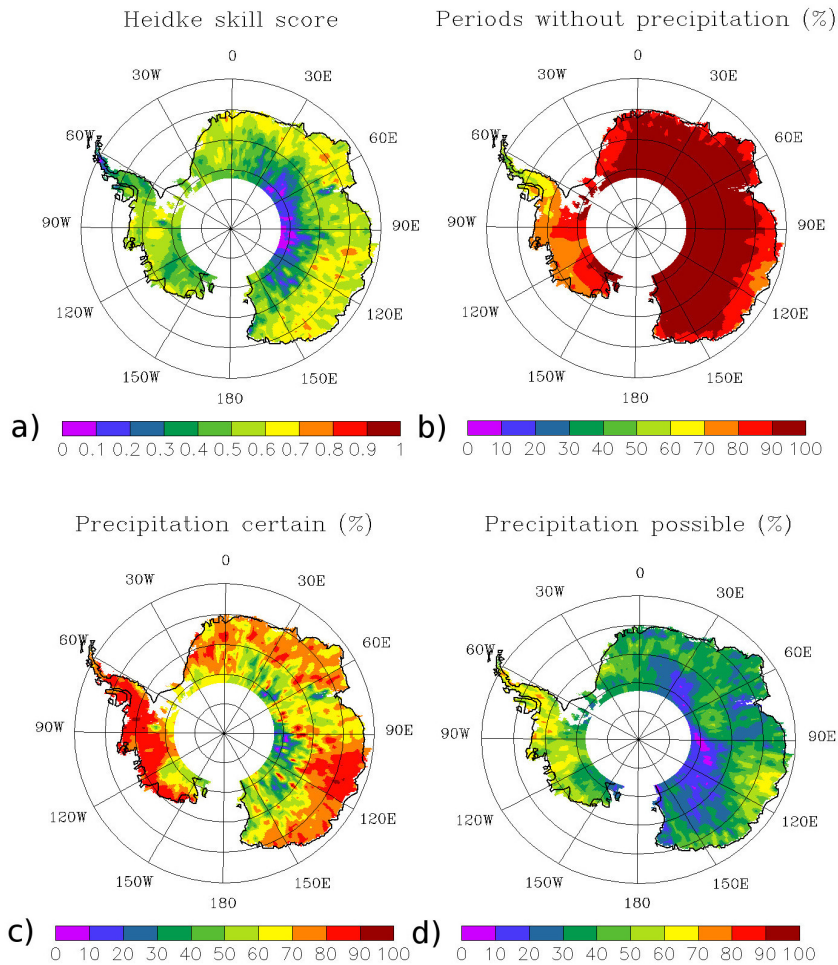 Heidke skill score
0
30W
30E
60W
60E
90W
90E
120W
120E
150W
150E
180
a)
0 0.1 0.2 0.3 0.4 0.5 0.6 0.7 0.8 0.9 1
Periods without precipitation (%)
0
30W
30E
60W
60E
90W
90E
120W
120E
150W
150E
180
b)
0 10 20 30 40 50 60 70 80 90 100
Precipitation certain (%)
0
30W
30E
60W
60E
90W
90E
120W
120E
150W
150E
180
c)
0 10 20 30 40 50 60 70 80 90 100
Precipitation possible (%)
0
30W
30E
60W
60E
90W
90E
120W
120E
150W
150E
180
d)
0 10 20 30 40 50 60 70 80 90 100